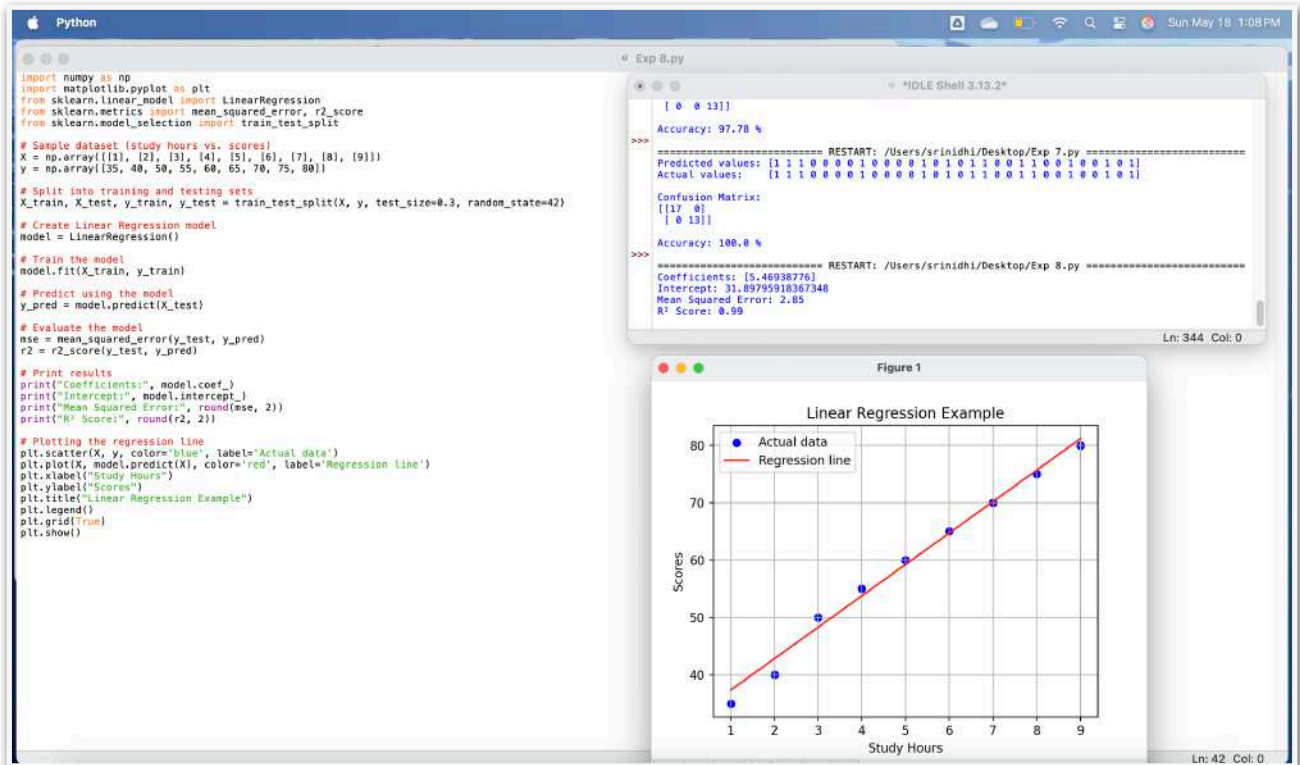 Python
Sun May 18 1:08 PM
Exp 8.py
import numpy as np
import matplotlib.pyplot as plt
from sklearn.linear_model import LinearRegression
from sklearn.metrics import mean_squared_error, r2_score
from sklearn.model_selection import train_test_split
# Sample dataset (study hours vs. scores)
X = np.array([[1], [2], [3], [4], [5], [6], [7], [8], [9]])
y = np.array([35, 40, 50, 55, 60, 65, 70, 75, 80])
# Split into training and testing sets
X_train, X_test, y_train, y_test = train_test_split(X, y, test_size=0.3, random_state=42)
# Create Linear Regression model
model = LinearRegression()
# Train the model
model.fit(X_train, y_train)
# Predict using the model
y_pred = model.predict(X_test)
# Evaluate the model
mse = mean_squared_error(y_test, y_pred)
r2 = r2_score(y_test, y_pred)
# Print results
print("Coefficients:", model.coef_)
print("Intercept:", model.intercept_)
print("Mean Squared Error:", round(mse, 2))
print("R² Score:", round(r2, 2))
# Plotting the regression line
plt.scatter(X, y, color='blue', label='Actual data')
plt.plot(X, model.predict(X), color='red', label='Regression line')
plt.xlabel("Study Hours")
plt.ylabel("Scores")
plt.title("Linear Regression Example")
plt.legend()
plt.grid(True)
plt.show()
Ln: 42 Col: 0
*IDLE Shell 3.13.2*
[ 0 0 13]]
Accuracy: 97.78 %
>>>
=========================== RESTART: /Users/srinidhi/Desktop/Exp 7.py ==========================
Predicted values: [1 1 1 0 0 0 0 1 0 0 0 0 1 0 1 0 1 1 0 0 1 1 0 0 1 0 0 1 0 1]
Actual values: [1 1 1 0 0 0 0 1 0 0 0 0 1 0 1 0 1 1 0 0 1 1 0 0 1 0 0 1 0 1]
Confusion Matrix:
[[17 0]
[ 0 13]]
Accuracy: 100.0 %
>>>
=========================== RESTART: /Users/srinidhi/Desktop/Exp 8.py ==========================
Coefficients: [5.46938776]
Intercept: 31.89795918367348
Mean Squared Error: 2.85
R² Score: 0.99
Ln: 344 Col: 0
Figure 1
Linear Regression Example
Actual data
Regression line
80
70
60
50
40
Scores
1 2 3 4 5 6 7 8 9
Study Hours